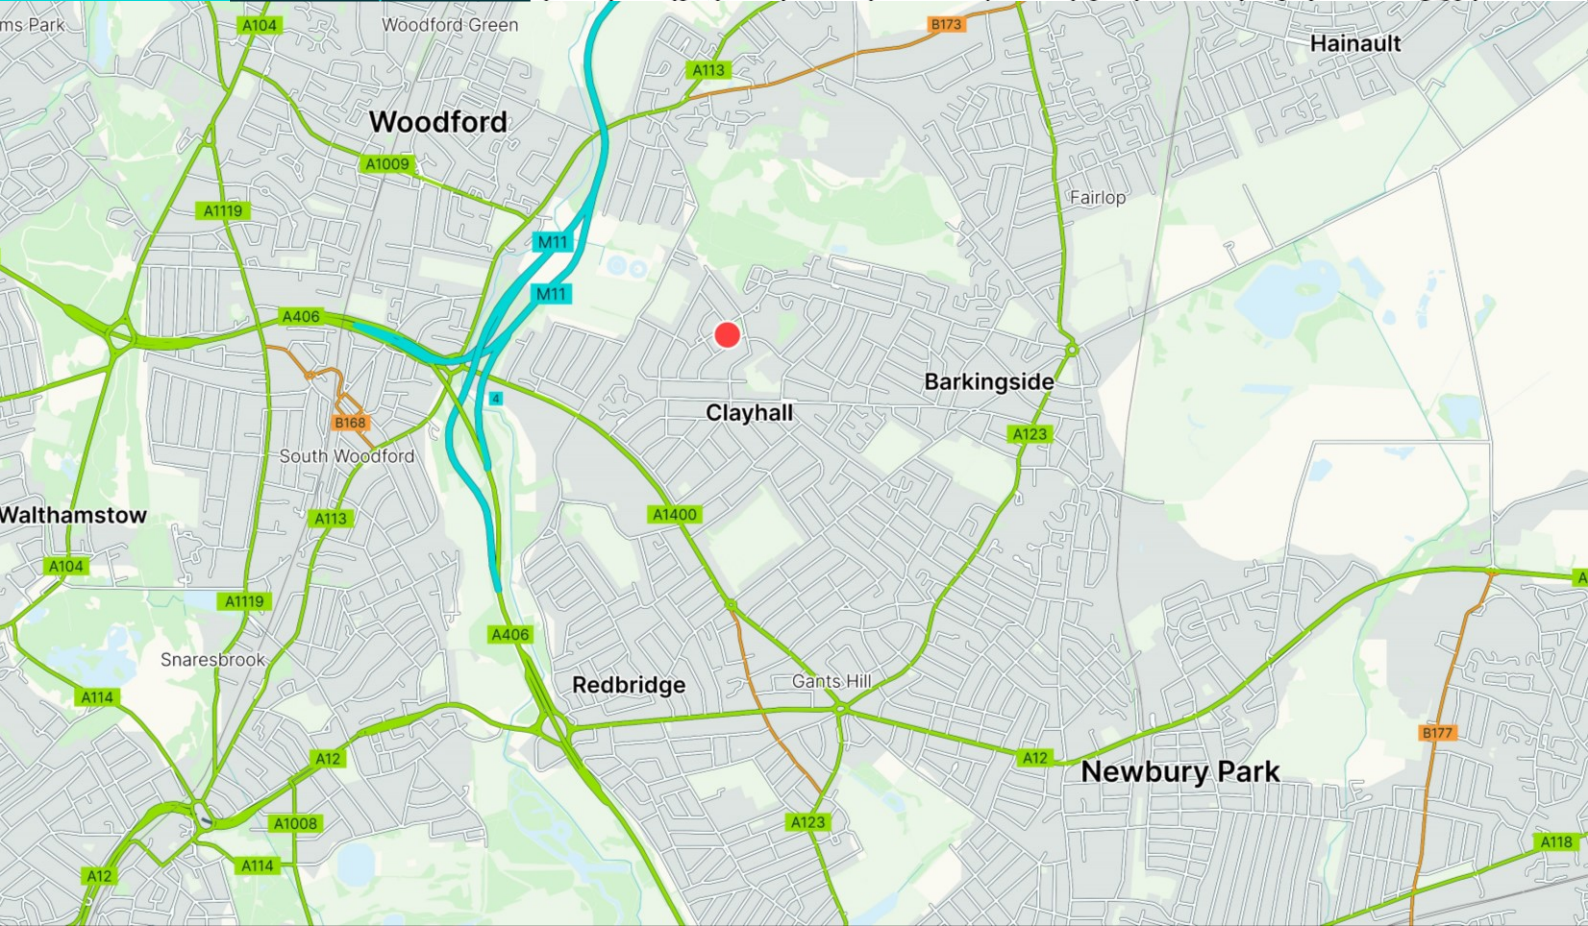 A104
Woodford Green
B173
ms Park
Hainault
A113
Woodford
A1009
Fairlop
A1119
M11
M11
A406
Barkingside
4
Clayhall
B168
A123
South Woodford
Walthamstow
A113
A1400
A104
A
A1119
A406
Snaresbrook
Redbridge
Gants Hill
A114
B177
A12
A12
Newbury Park
A1008
A123
A118
A114
A12